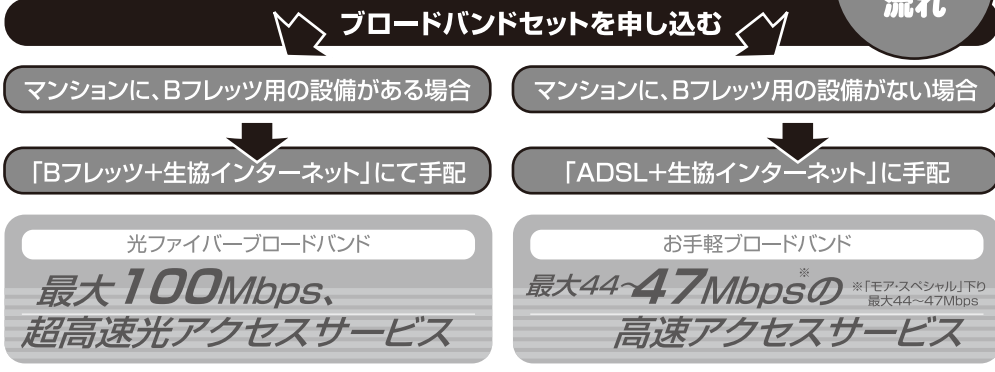 流れ
ブロードバンドセットを申し込む
マンションに、Bフレッツ用の設備がある場合
「Bフレッツ+生協インターネット」にて手配
光ファイバーブロードバンド
最大100Mbps、
超高速光アクセスサービス
マンションに、Bフレッツ用の設備がない場合
「ADSL+生協インターネット」に手配
お手軽ブロードバンド
最大44〜47Mbps※の
※「モア・スペシャル」下り
最大44〜47Mbps
高速アクセスサービス